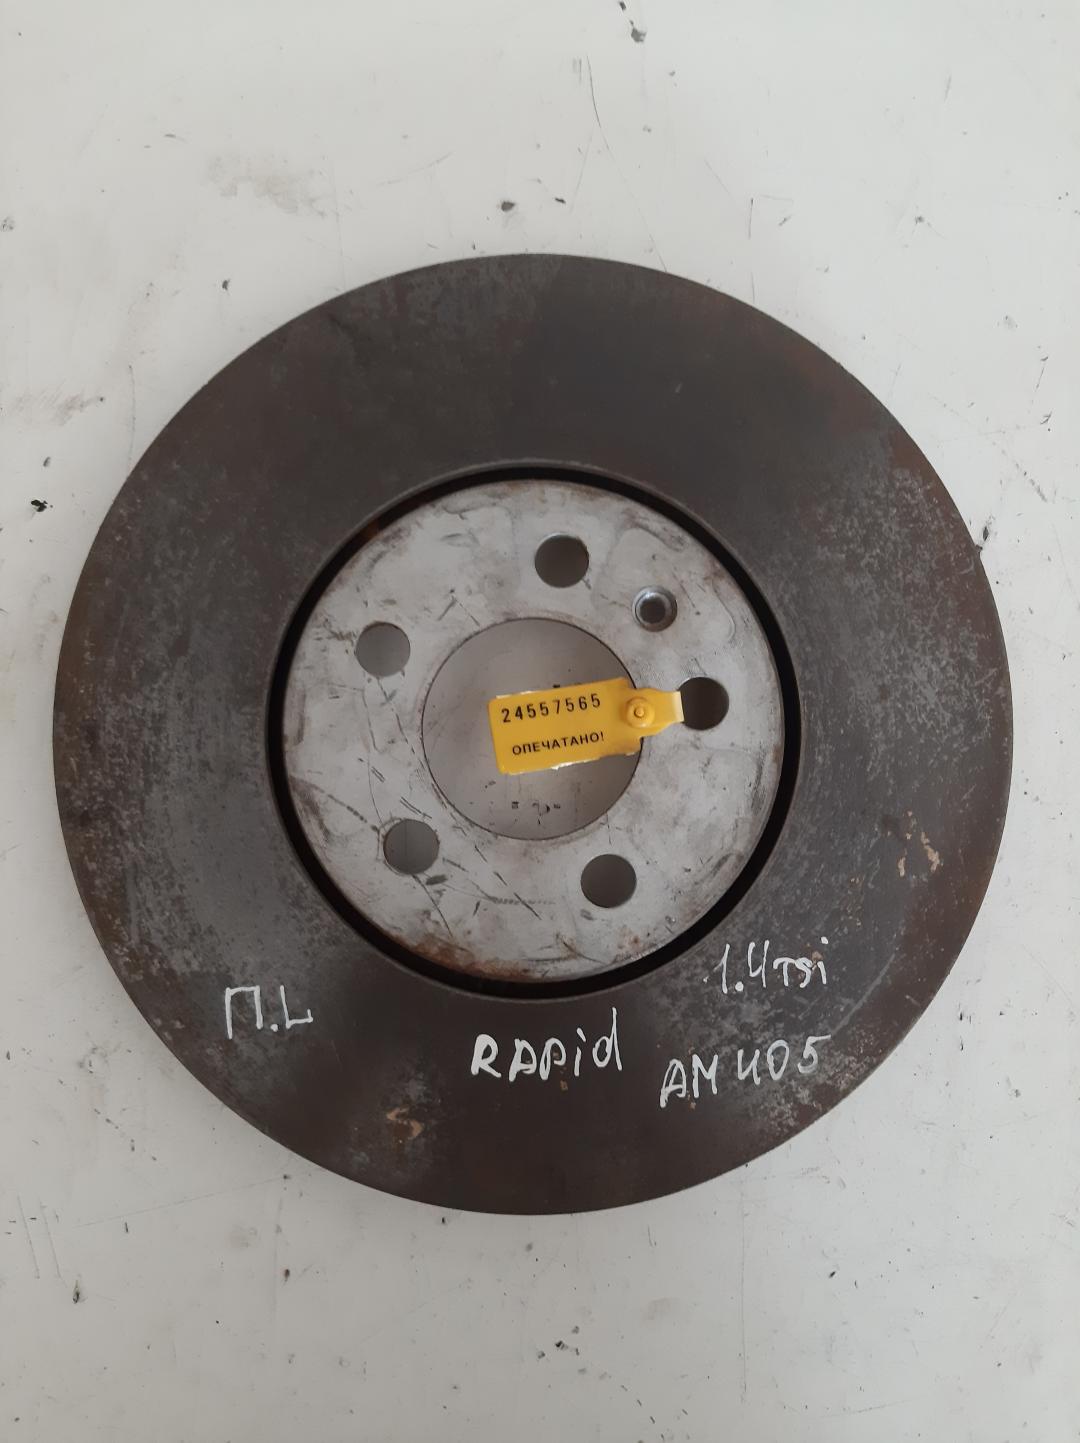 24557565
ОПЕЧАТАНО!
П.L
RAPid
1.4TSi
AM405